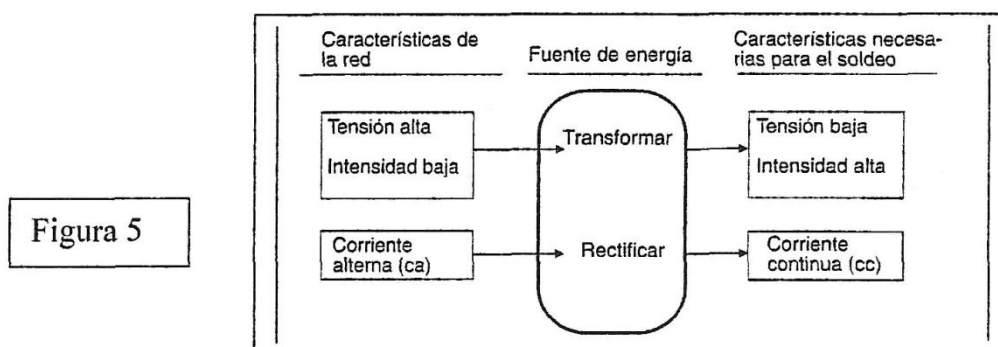 Características de
la red
Fuente de energía
Características necesa-
rias para el soldeo
Tensión alta
Intensidad baja
Transformar
Tensión baja
Intensidad alta
Figura 5
Corriente
alterna (ca)
Rectificar
Corriente
continua (cc)